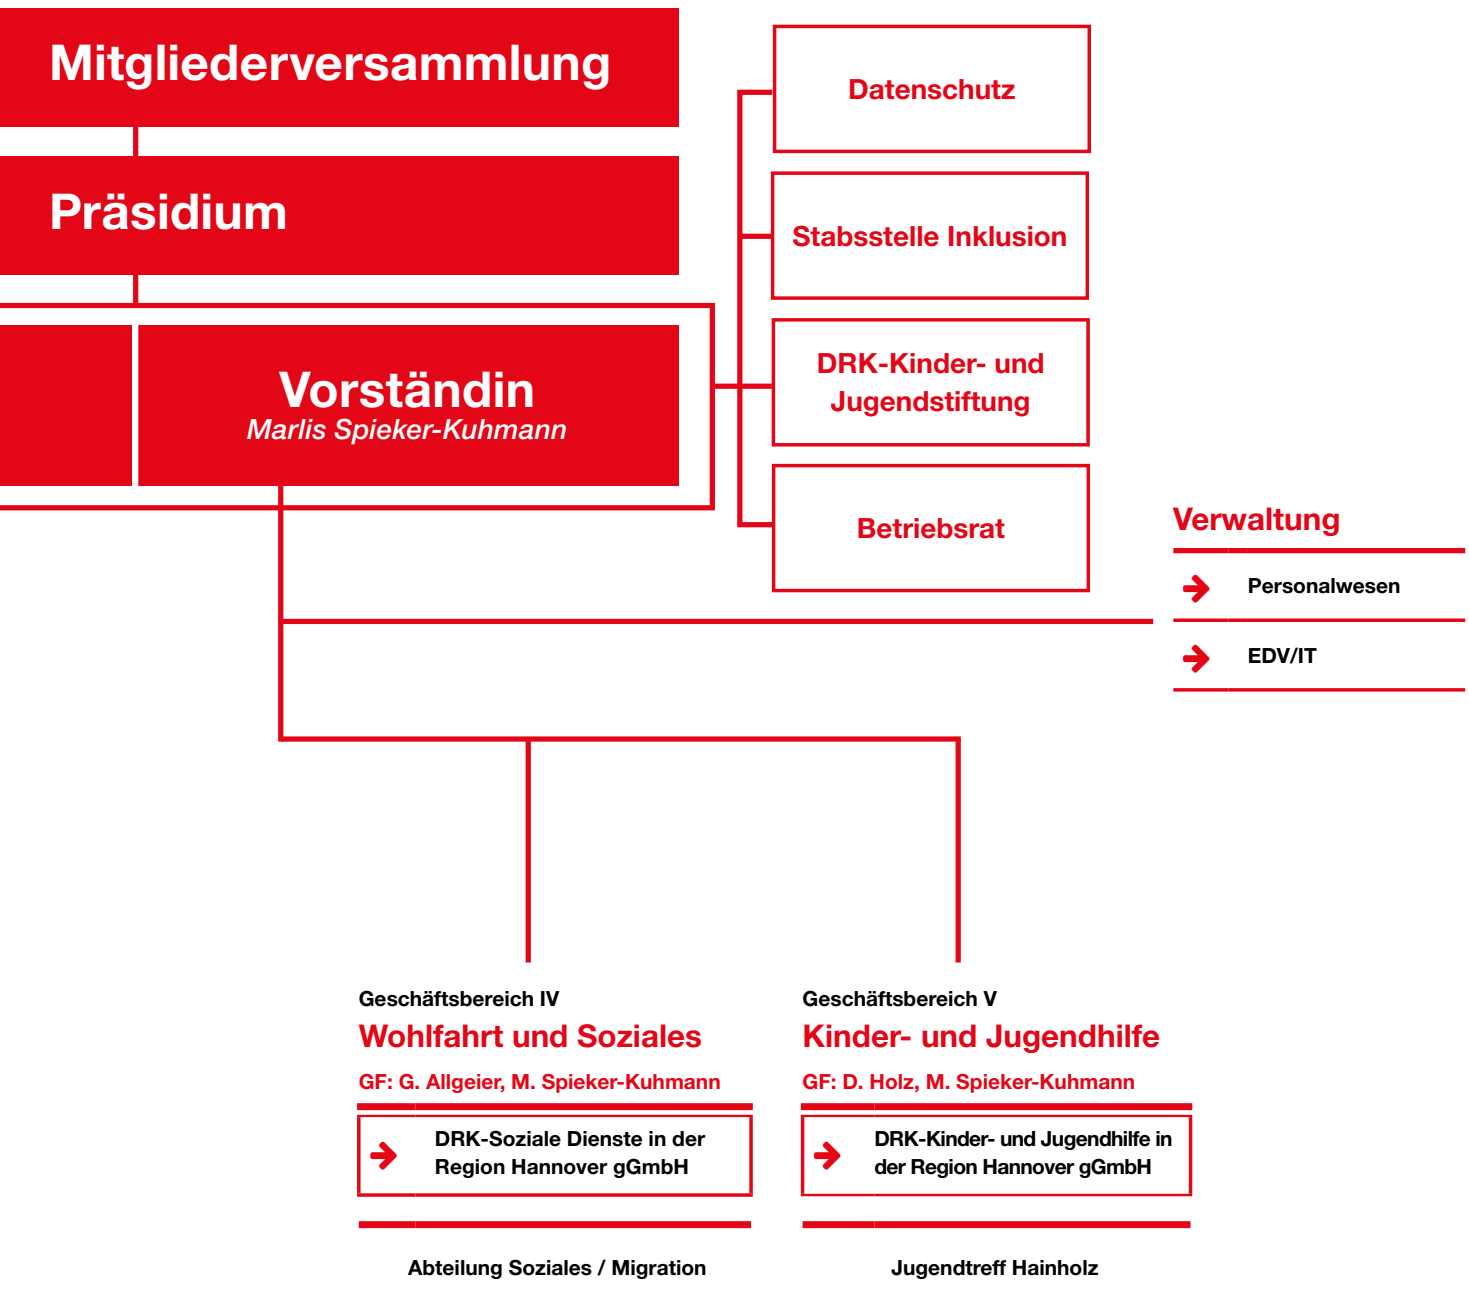 Mitgliederversammlung
Präsidium
Vorständin
Marlis Spieker-Kuhmann
Datenschutz
Stabsstelle Inklusion
DRK-Kinder- und
Jugendstiftung
Betriebsrat
Verwaltung
Personalwesen
EDV/IT
Geschäftsbereich IV
Wohlfahrt und Soziales
GF: G. Allgeier, M. Spieker-Kuhmann
DRK-Soziale Dienste in der
Region Hannover gGmbH
Abteilung Soziales / Migration
Geschäftsbereich V
Kinder- und Jugendhilfe
GF: D. Holz, M. Spieker-Kuhmann
DRK-Kinder- und Jugendhilfe in
der Region Hannover gGmbH
Jugendtreff Hainholz